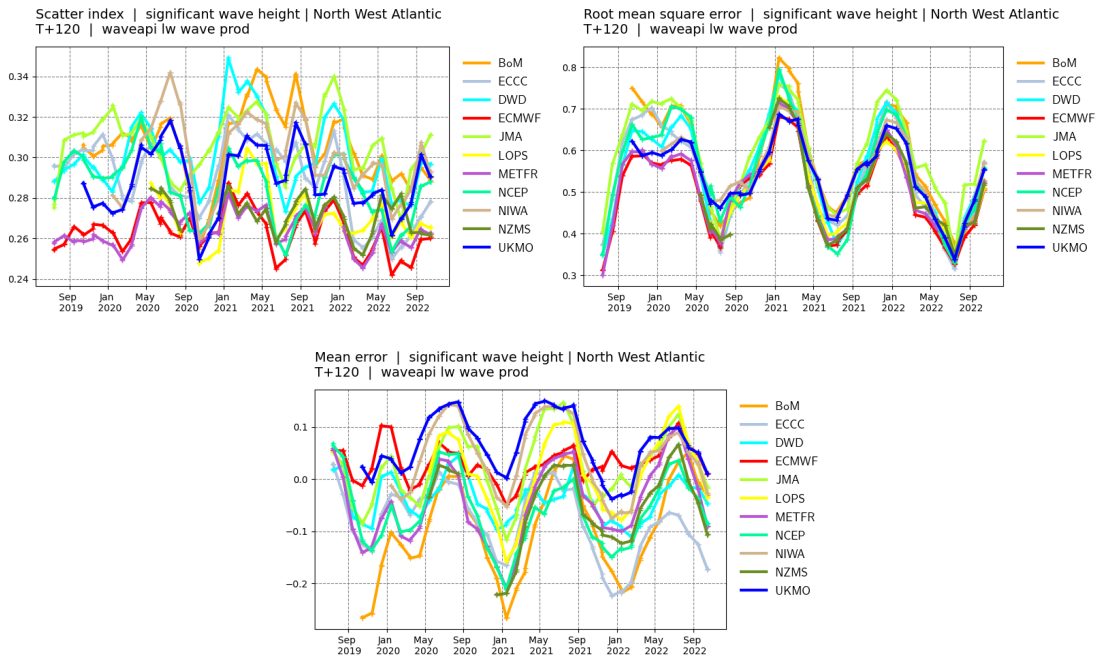 Scatter index | significant wave height | North West Atlantic
T+120 | waveapi lw wave prod
0.34
0.32
0.30
0.28
0.26
0.24
Sep 2019
Jan 2020
May 2020
Sep 2020
Jan 2021
May 2021
Sep 2021
Jan 2022
May 2022
Sep 2022
BoM
ECCC
DWD
ECMWF
JMA
LOPS
METFR
NCEP
NIWA
NZMS
UKMO
Root mean square error | significant wave height | North West Atlantic
T+120 | waveapi lw wave prod
0.8
0.7
0.6
0.5
0.4
0.3
Sep 2019
Jan 2020
May 2020
Sep 2020
Jan 2021
May 2021
Sep 2021
Jan 2022
May 2022
Sep 2022
BoM
ECCC
DWD
ECMWF
JMA
LOPS
METFR
NCEP
NIWA
NZMS
UKMO
Mean error | significant wave height | North West Atlantic
T+120 | waveapi lw wave prod
0.1
0.0
−0.1
−0.2
Sep 2019
Jan 2020
May 2020
Sep 2020
Jan 2021
May 2021
Sep 2021
Jan 2022
May 2022
Sep 2022
BoM
ECCC
DWD
ECMWF
JMA
LOPS
METFR
NCEP
NIWA
NZMS
UKMO